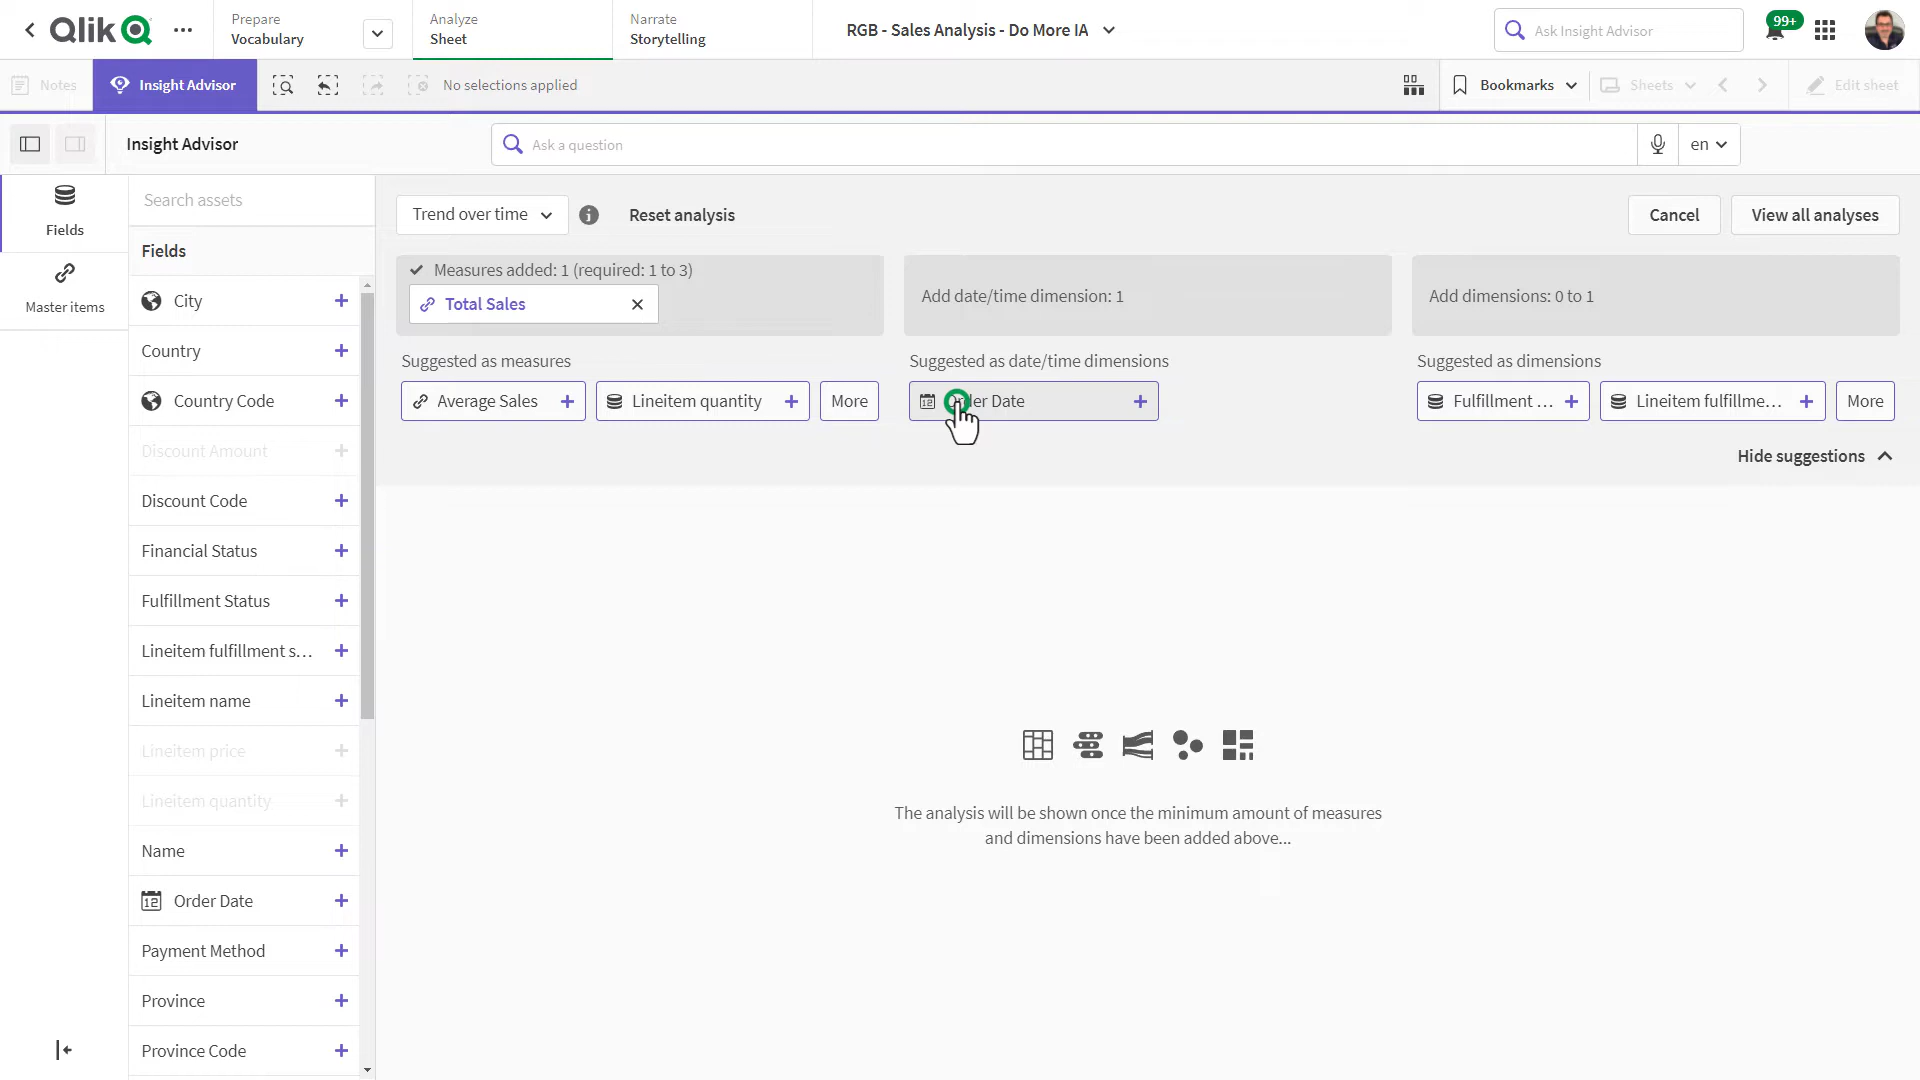 Qlik
Prepare
Vocabulary
Analyze
Sheet
Narrate
Storytelling
RGB - Sales Analysis - Do More IA
Ask Insight Advisor
99+
Notes
Insight Advisor
No selections applied
Bookmarks
Sheets
Edit sheet
Insight Advisor
Ask a question
en
Fields
Master items
Search assets
Fields
City
Country
Country Code
Discount Amount
Discount Code
Financial Status
Fulfillment Status
Lineitem fulfillment s...
Lineitem name
Lineitem price
Lineitem quantity
Name
12 Order Date
Payment Method
Province
Province Code
Trend over time
Reset analysis
Cancel
View all analyses
Measures added: 1 (required: 1 to 3)
Total Sales
Add date/time dimension: 1
Add dimensions: 0 to 1
Suggested as measures
Average Sales
Lineitem quantity
More
Suggested as date/time dimensions
12 Date
Suggested as dimensions
Fulfillment ...
Lineitem fulfillme...
More
Hide suggestions
The analysis will be shown once the minimum amount of measures
and dimensions have been added above...